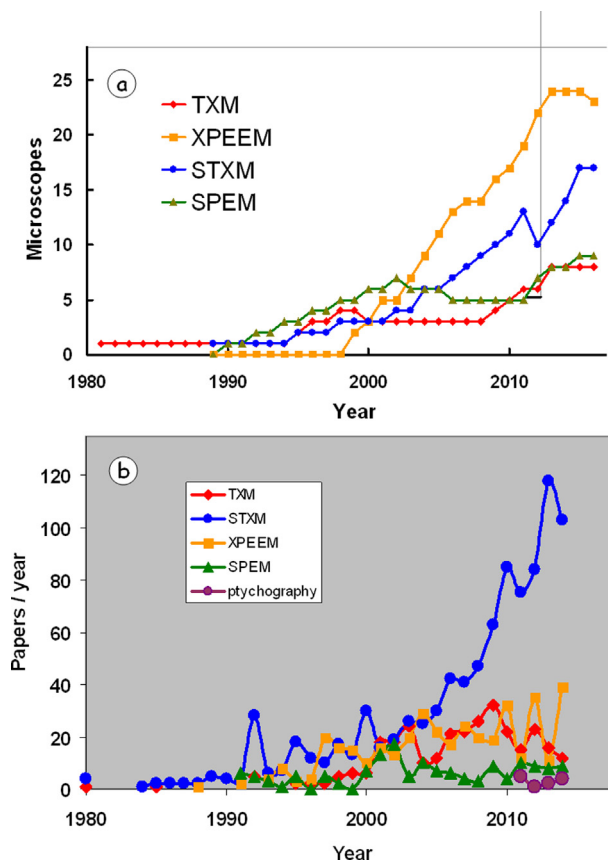 a
25
20
15
10
5
0
Microscopes
TXM
XPEEM
STXM
SPEM
1980 1990 2000 2010
Year
b
120
100
80
60
40
20
0
Papers / year
TXM
STXM
XPEEM
SPEM
ptychography
1980 1990 2000 2010
Year